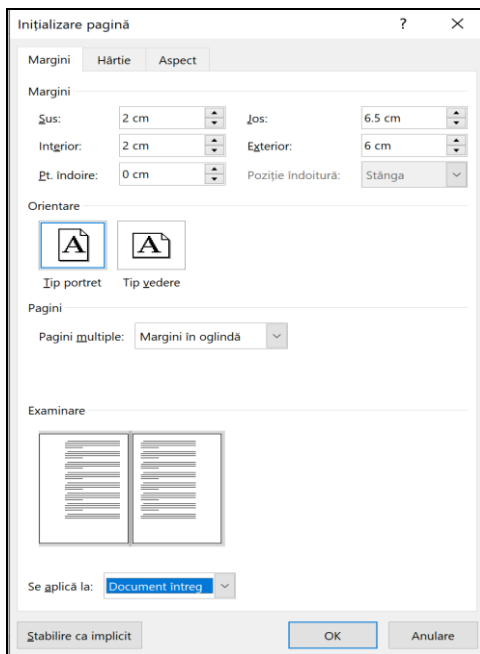 Inițializare pagină ? ×
Margini Hârtie Aspect
Margini
Sus: 2 cm Jos: 6.5 cm
Interior: 2 cm Exterior: 6 cm
Pt. îndoire: 0 cm Poziție îndoitură: Stânga
Orientare
A A
Tip portret Tip vedere
Pagini
Pagini multiple: Margini în oglindă
Examinare
Se aplică la: Document întreg
Stabilire ca implicit OK Anulare